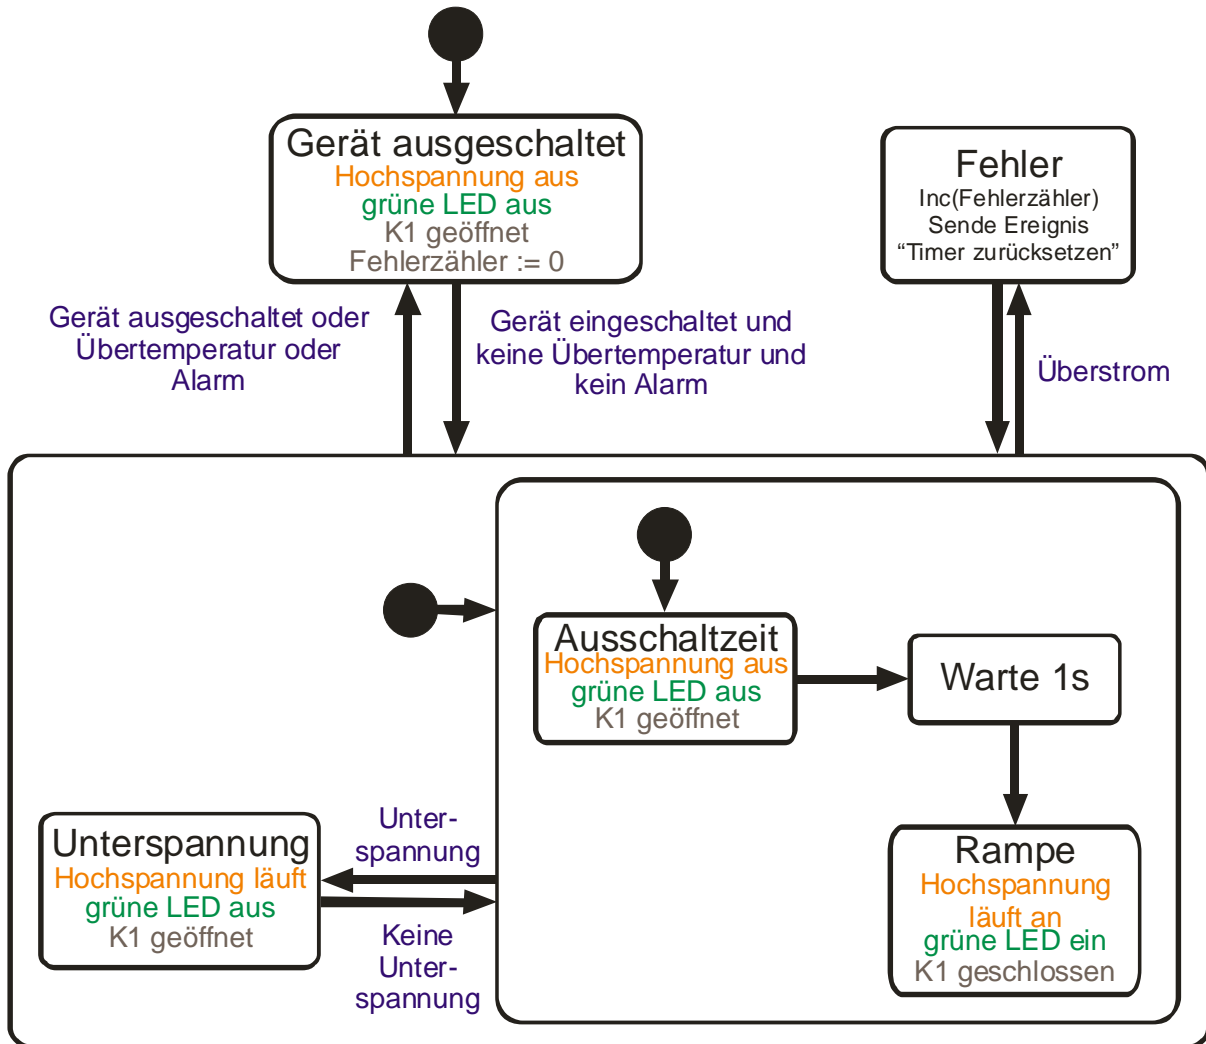 Gerät ausgeschaltet
Hochspannung aus
grüne LED aus
K1 geöffnet
Fehlerzähler := 0
Fehler
Inc(Fehlerzähler)
Sende Ereignis
“Timer zurücksetzen”
Gerät ausgeschaltet oder
Übertemperatur oder
Alarm
Gerät eingeschaltet und
keine Übertemperatur und
kein Alarm
Überstrom
Ausschaltzeit
Hochspannung aus
grüne LED aus
K1 geöffnet
Warte 1s
Unterspannung
Hochspannung läuft
grüne LED aus
K1 geöffnet
Unter-
spannung
Keine
Unter-
spannung
Rampe
Hochspannung
läuft an
grüne LED ein
K1 geschlossen